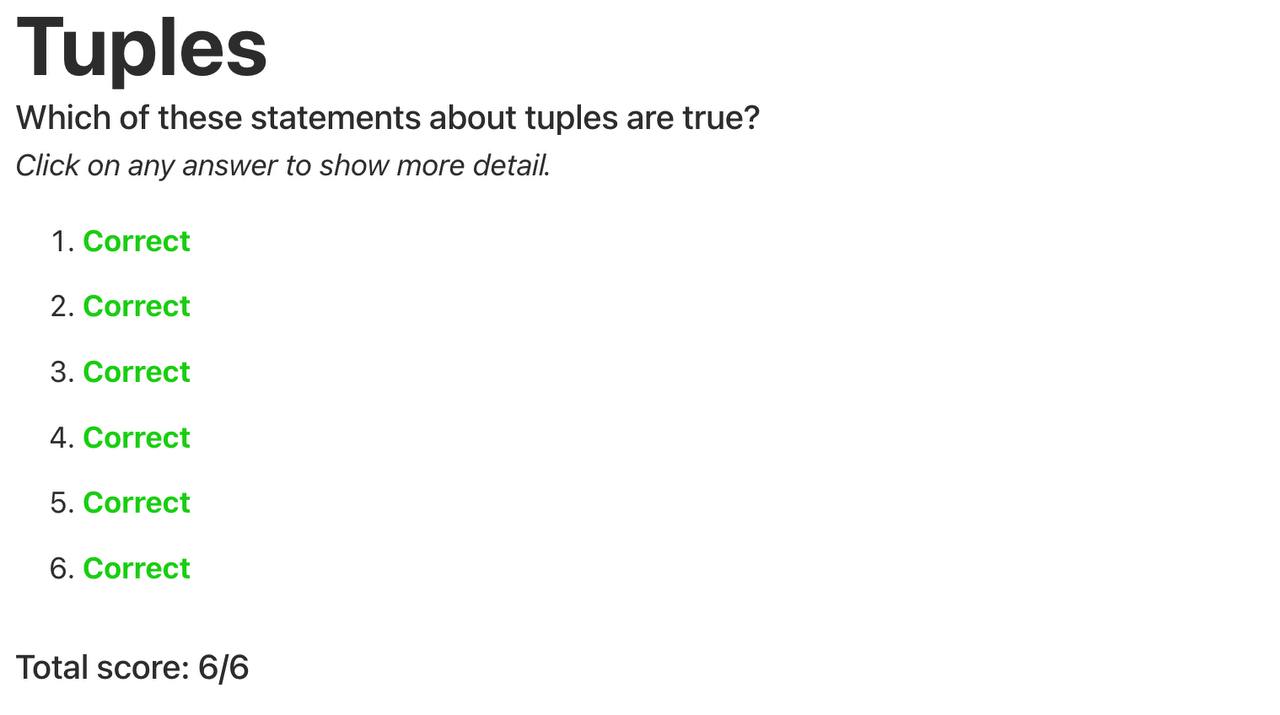 Tuples
Which of these statements about tuples are true?
Click on any answer to show more detail.
1. Correct
2. Correct
3. Correct
4. Correct
5. Correct
6. Correct
Total score: 6/6